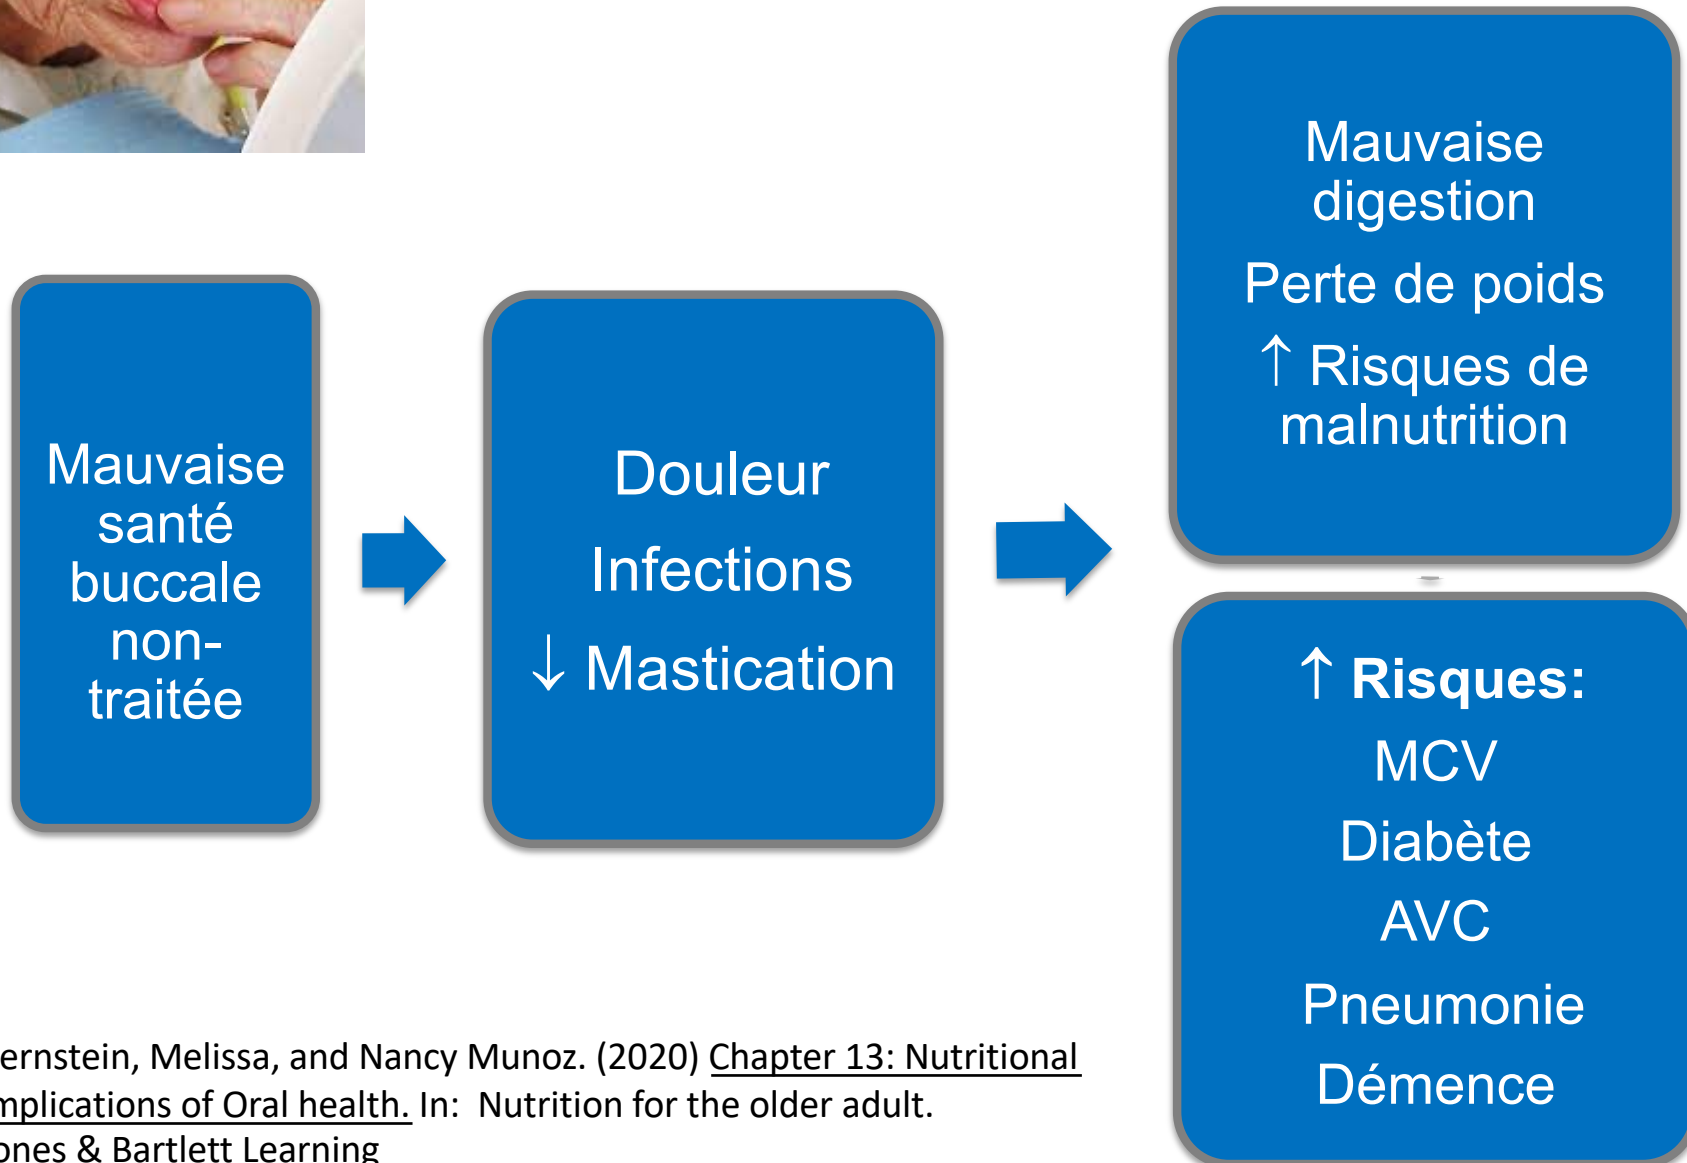 Mauvaise
santé
buccale
non-
traitée
Douleur
Infections
↓ Mastication
Mauvaise
digestion
Perte de poids
↑ Risques de
malnutrition
↑ Risques:
MCV
Diabète
AVC
Pneumonie
Démence
ernstein, Melissa, and Nancy Munoz. (2020) Chapter 13: Nutritional
mplications of Oral health. In: Nutrition for the older adult.
ones & Bartlett Learning